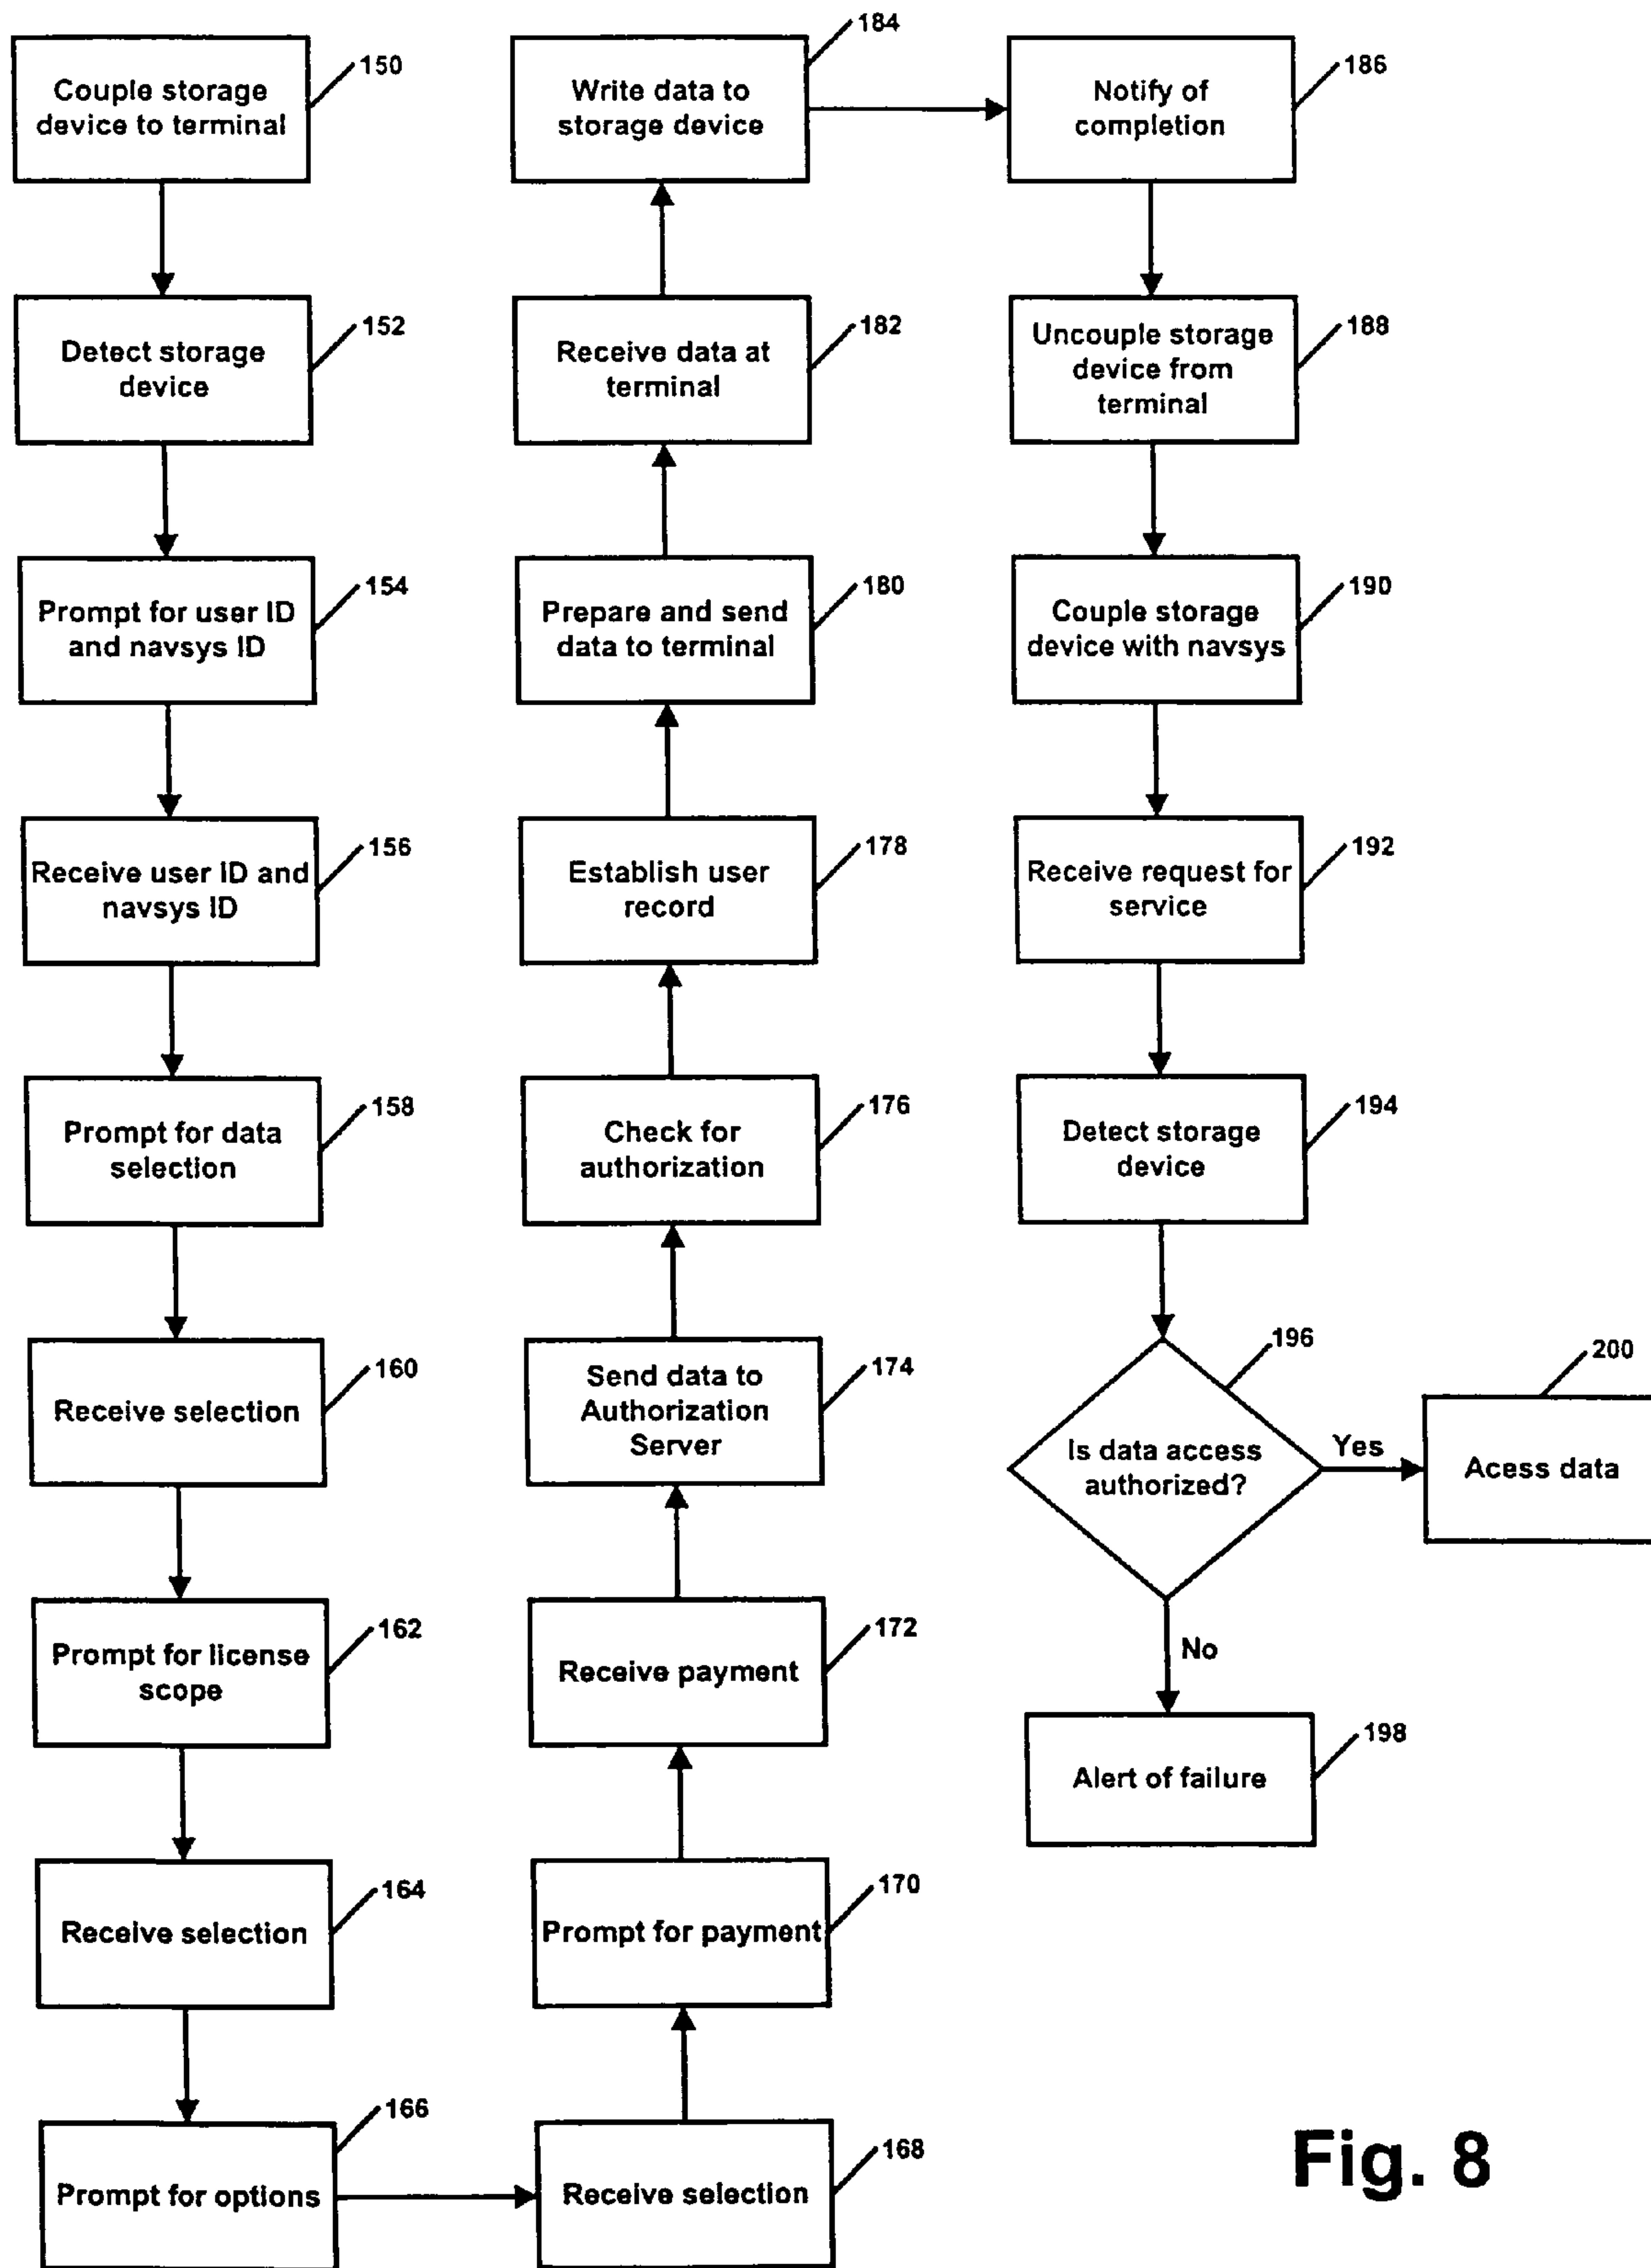 150
Couple storage
device to terminal
152
Detect storage
device
154
Prompt for user ID
and navsys ID
156
Receive user ID and
navsys ID
158
Prompt for data
selection
160
Receive selection
162
Prompt for license
scope
164
Receive selection
166
Prompt for options
168
Receive selection
170
Prompt for payment
172
Receive payment
174
Send data to
Authorization
Server
176
Check for
authorization
178
Establish user
record
180
Prepare and send
data to terminal
182
Receive data at
terminal
184
Write data to
storage device
186
Notify of
completion
188
Uncouple storage
device from
terminal
190
Couple storage
device with navsys
192
Receive request for
service
194
Detect storage
device
196
Is data access
authorized?
Yes
200
Acess data
No
198
Alert of failure
Fig. 8